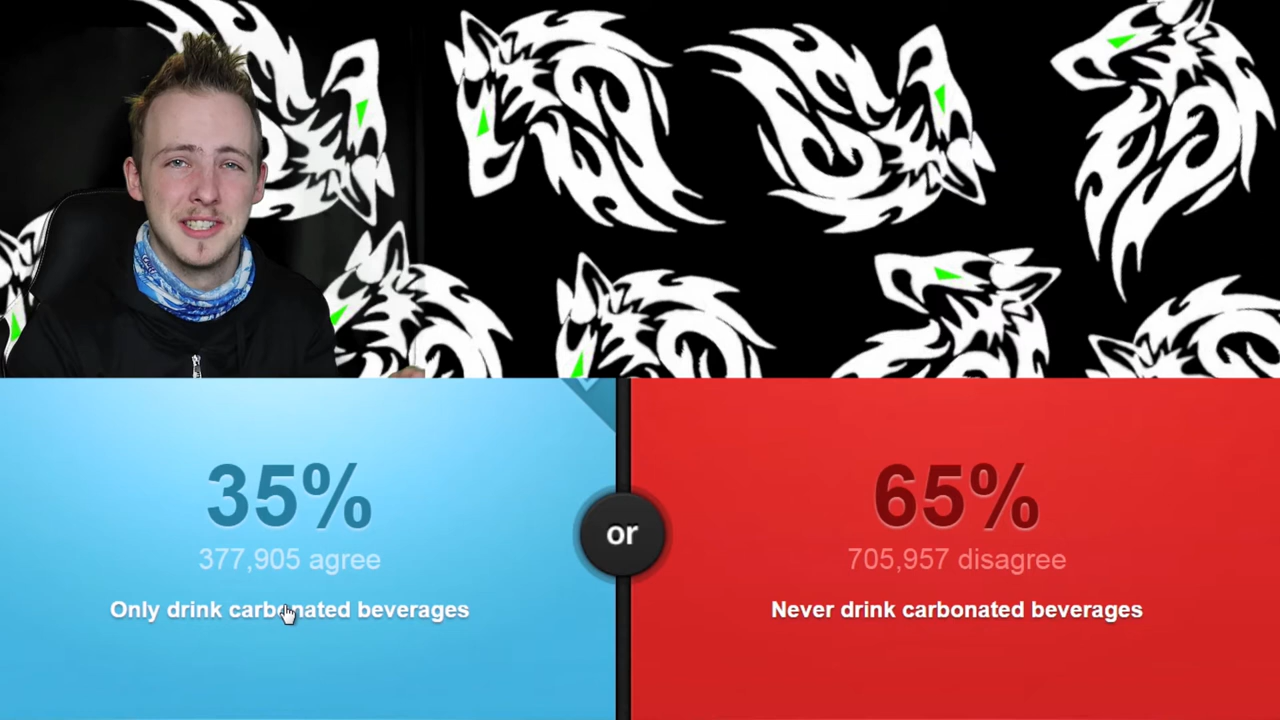 35%
377,905 agree
Only drink carbonated beverages
or
65%
705,957 disagree
Never drink carbonated beverages